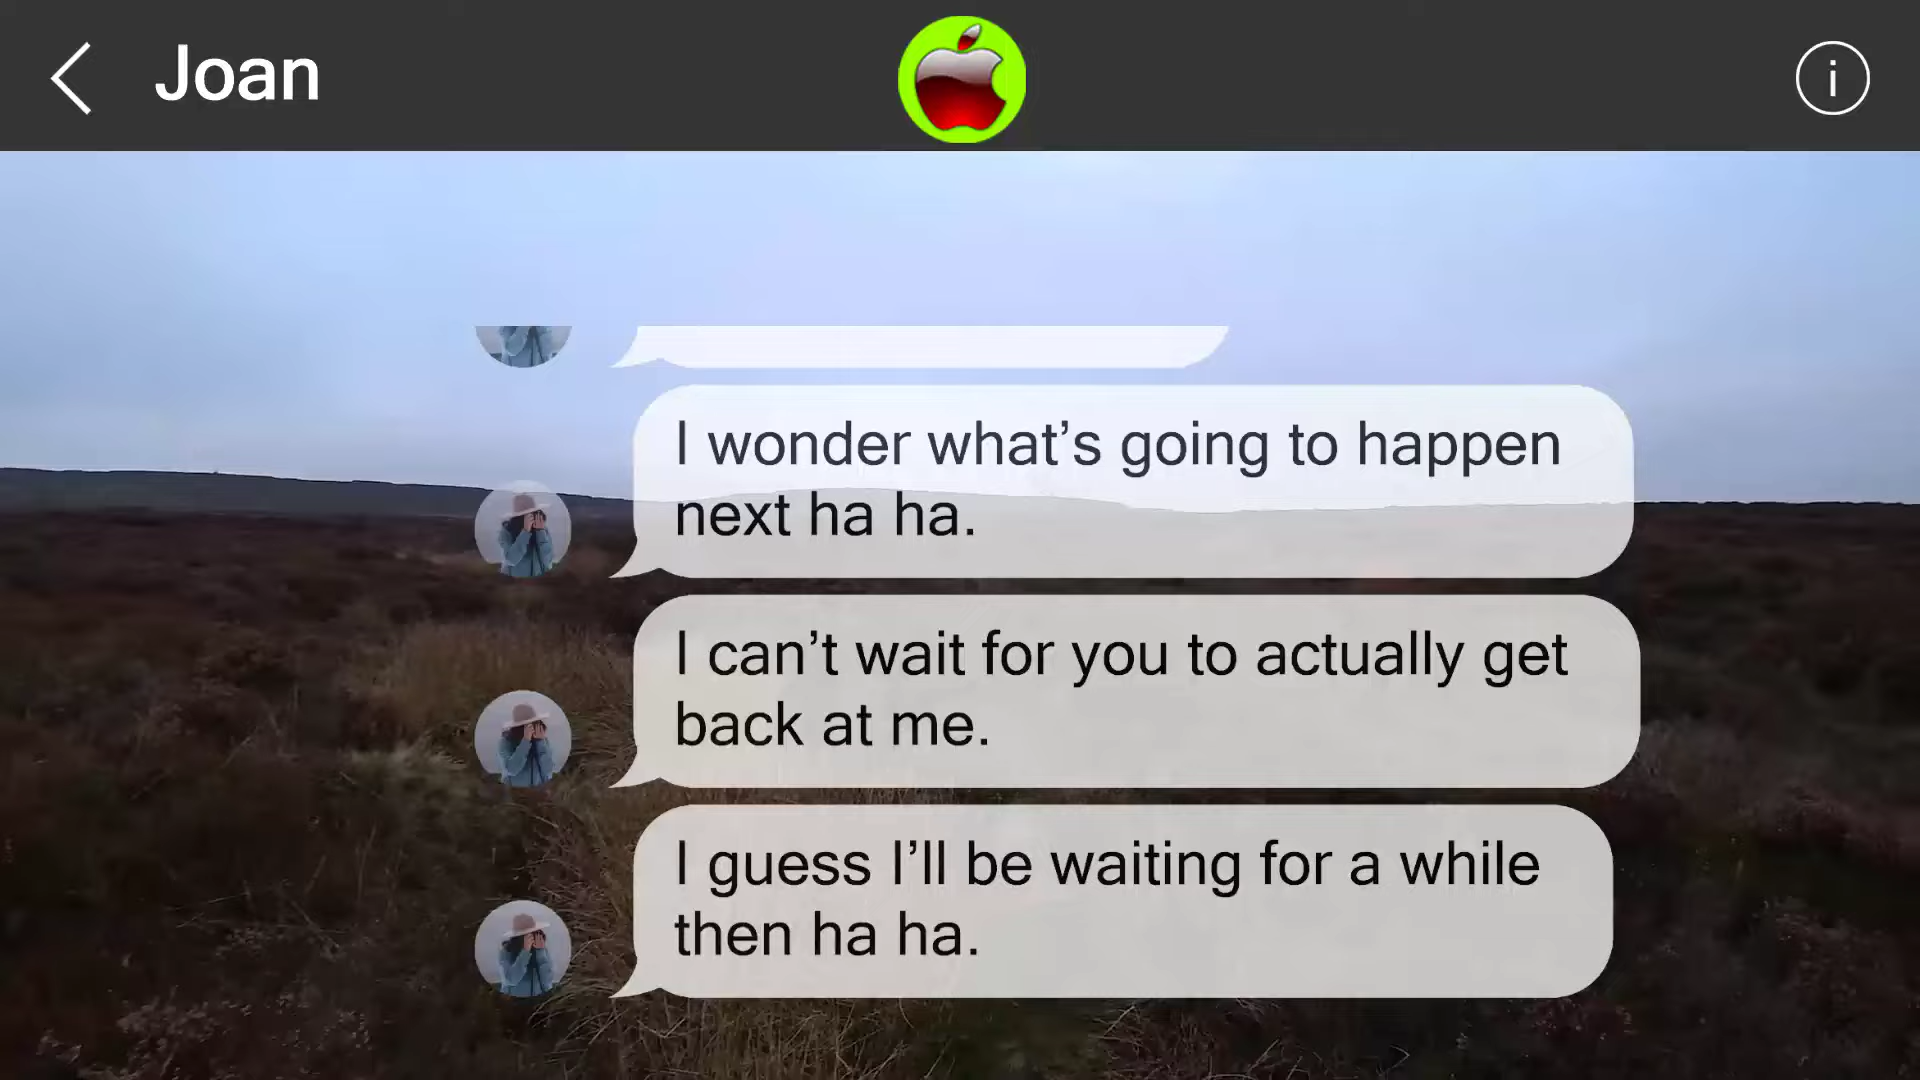 Joan
i
I wonder what’s going to happen
next ha ha.
I can’t wait for you to actually get
back at me.
I guess I’ll be waiting for a while
then ha ha.